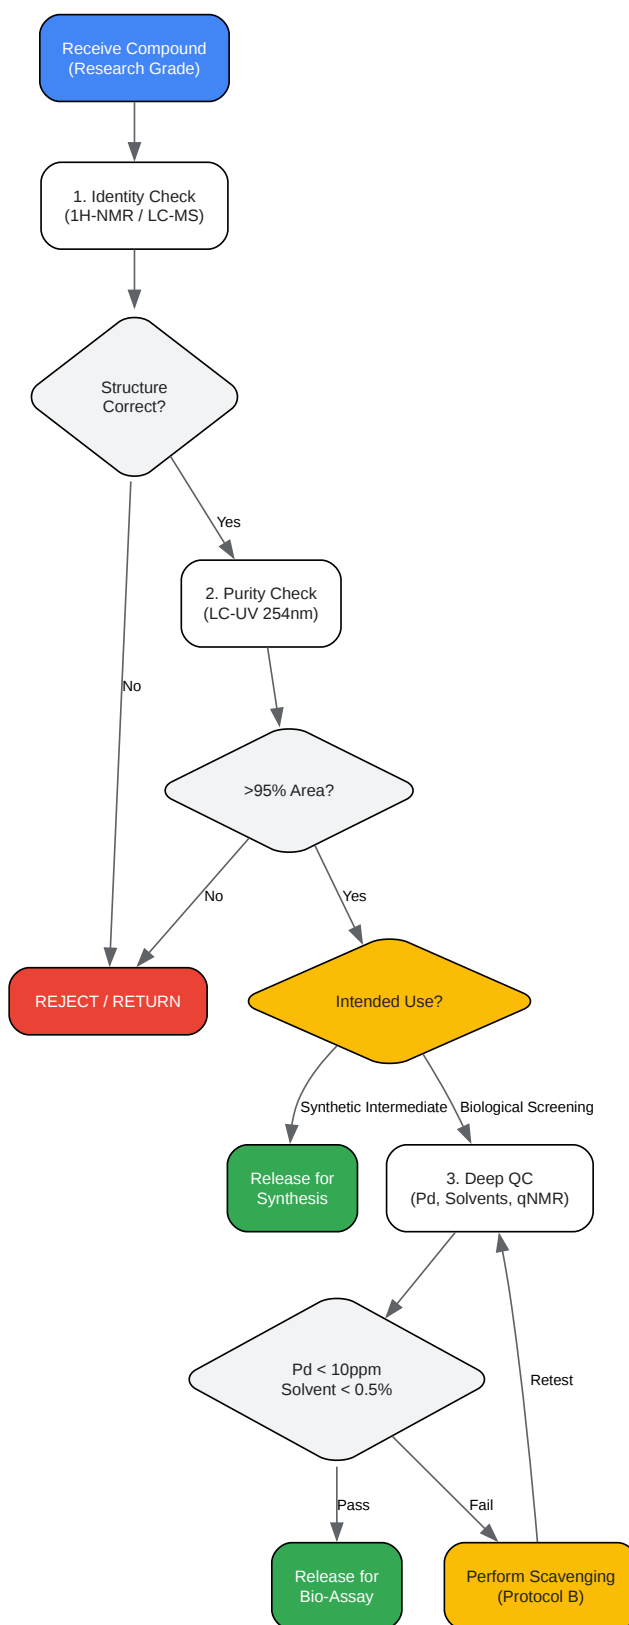 Receive Compound
(Research Grade)
1. Identity Check
(1H-NMR / LC-MS)
Structure
Correct?
Yes
2. Purity Check
(LC-UV 254nm)
No
>95% Area?
No
Yes
REJECT / RETURN
Intended Use?
Synthetic Intermediate
Biological Screening
Release for
Synthesis
3. Deep QC
(Pd, Solvents, qNMR)
Pd < 10ppm
Solvent < 0.5%
Retest
Pass
Fail
Release for
Bio-Assay
Perform Scavenging
(Protocol B)